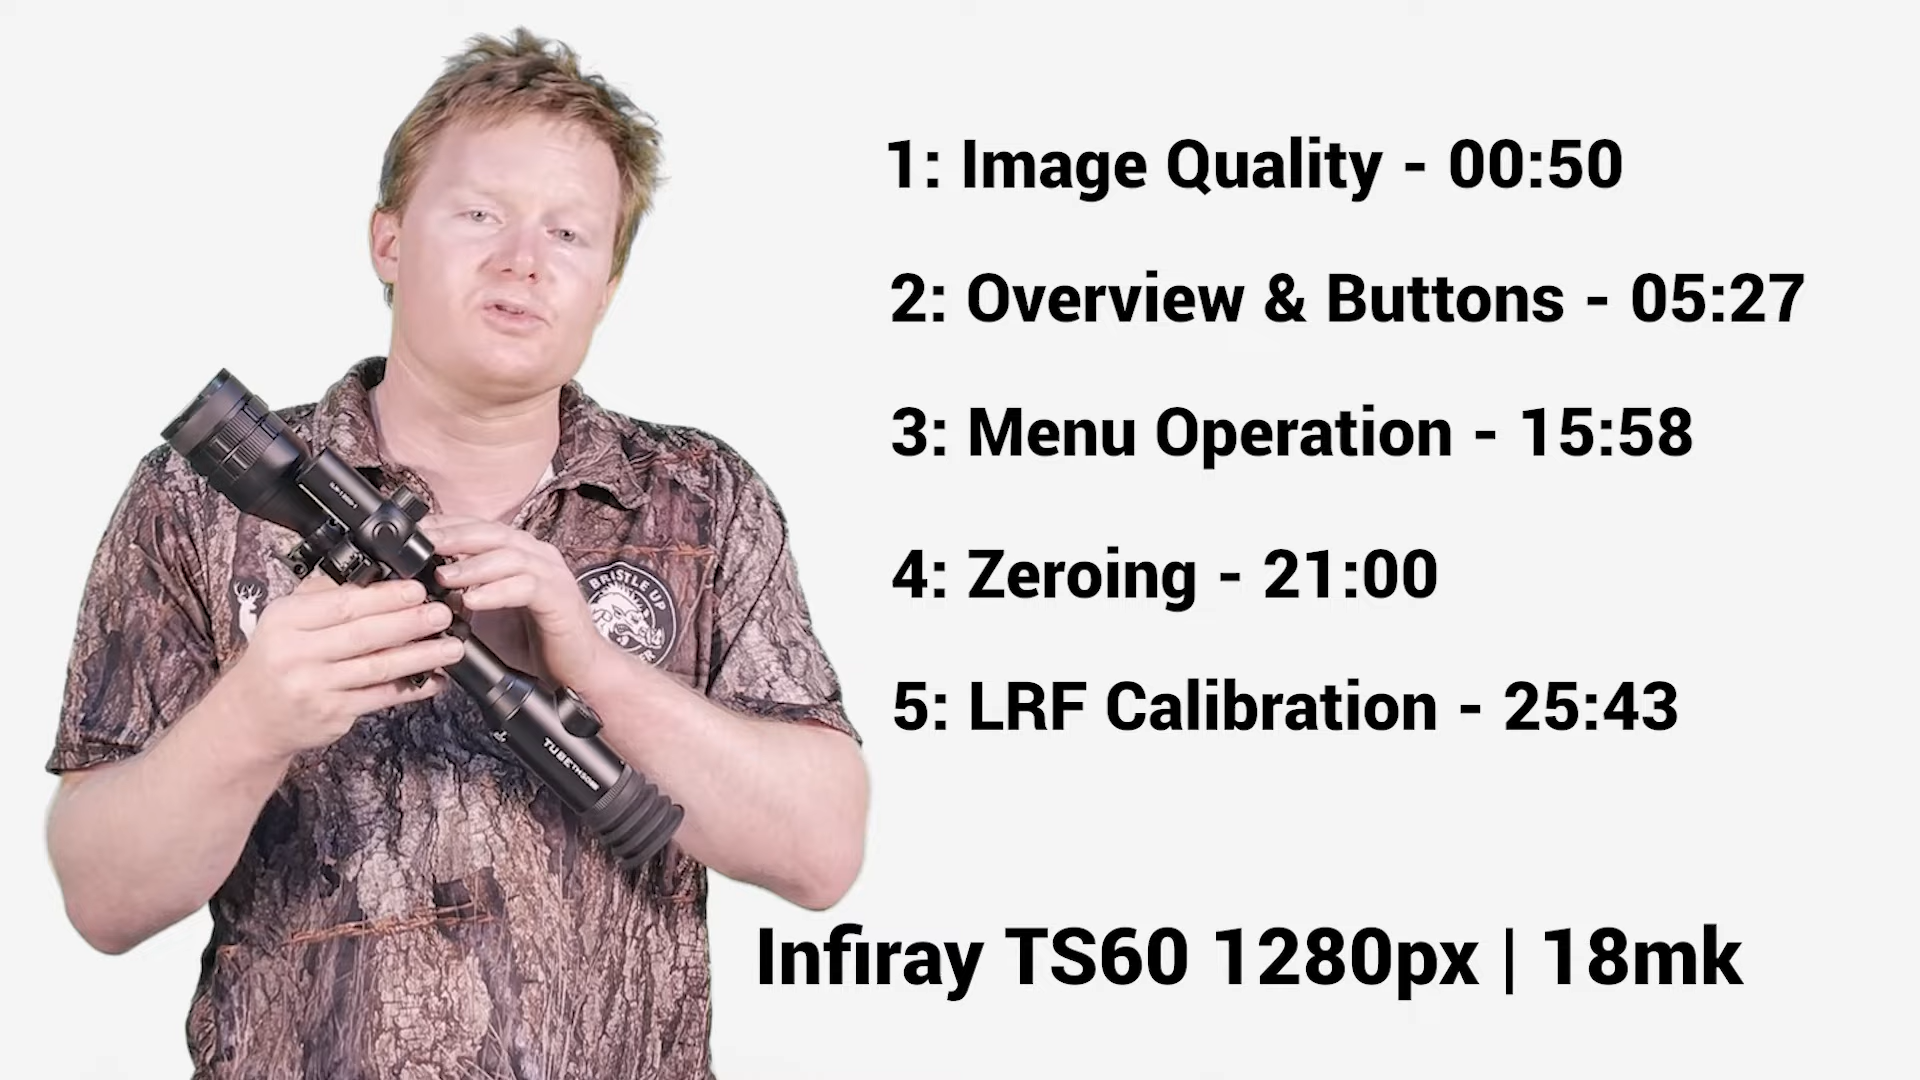 1: Image Quality - 00:50
2: Overview & Buttons - 05:27
3: Menu Operation - 15:58
4: Zeroing - 21:00
5: LRF Calibration - 25:43
BRISTLE UP
TUBE
Infiray TS60 1280px | 18mk